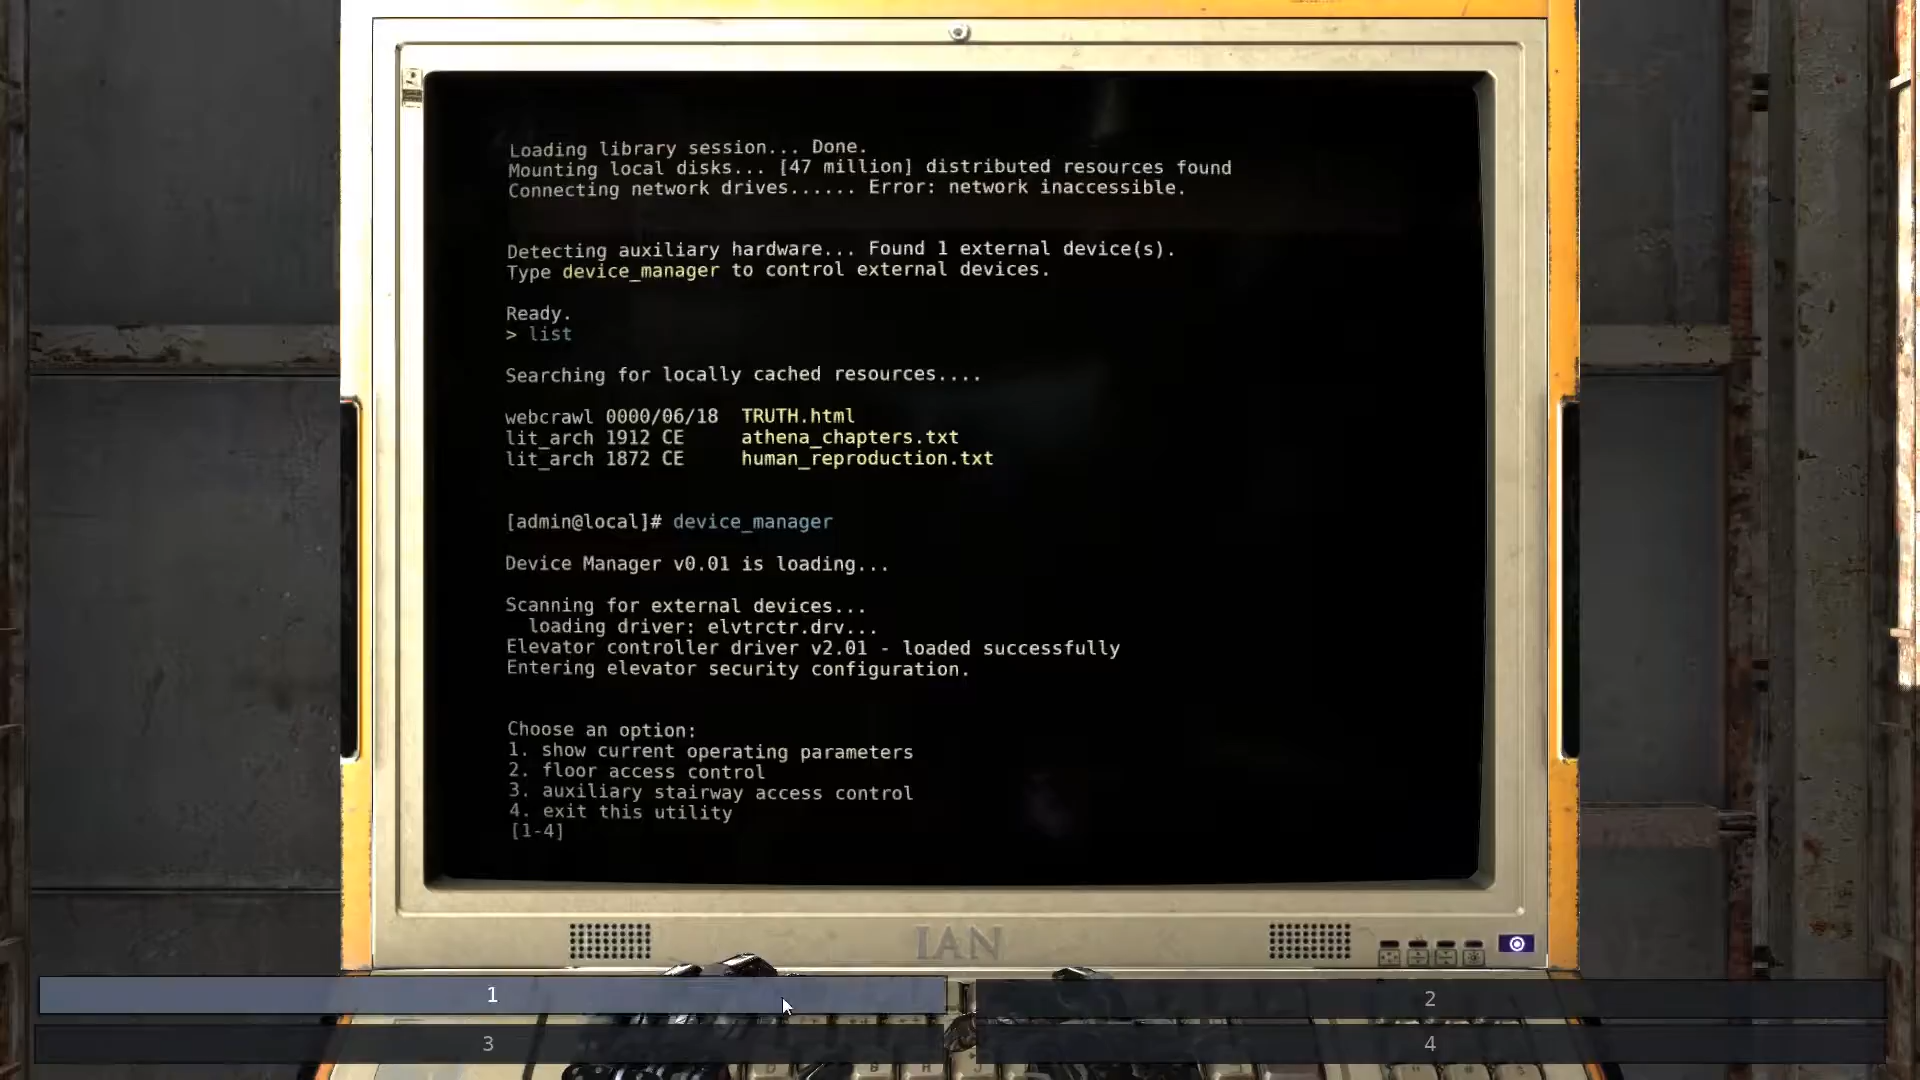 Loading library session... Done.
Mounting local disks... [47 million] distributed resources found
Connecting network drives...... Error: network inaccessible.
Detecting auxiliary hardware... Found 1 external device(s).
Type device_manager to control external devices.
Ready.
> list
Searching for locally cached resources....
webcrawl 0000/06/18  TRUTH.html
lit_arch 1912 CE     athena_chapters.txt
lit_arch 1872 CE     human_reproduction.txt
[admin@local]# device_manager
Device Manager v0.01 is loading...
Scanning for external devices...
loading driver: elvtrctr.drv...
Elevator controller driver v2.01 - loaded successfully
Entering elevator security configuration.
Choose an option:
1. show current operating parameters
2. floor access control
3. auxiliary stairway access control
4. exit this utility
[1-4]
IAN
1
2
3
4